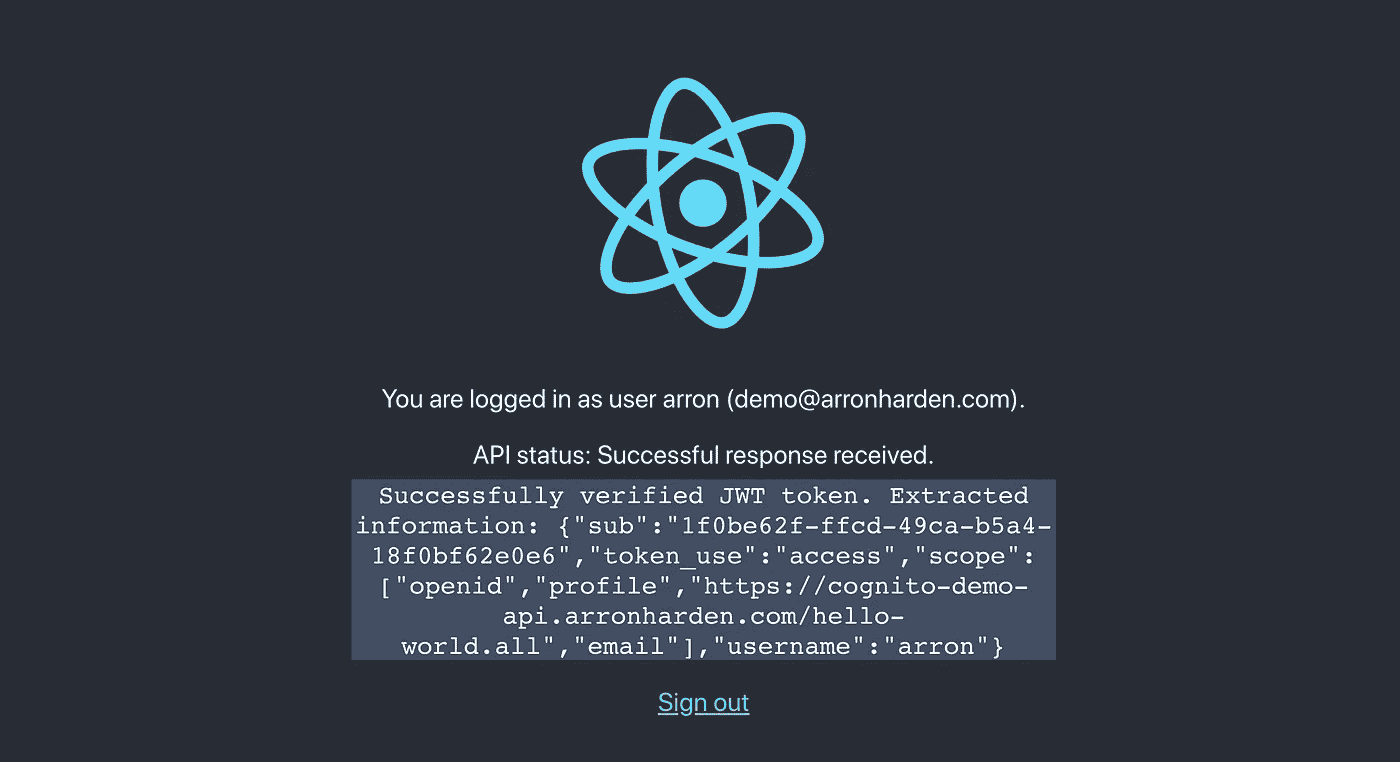 You are logged in as user arron (demo@arronharden.com).
API status: Successful response received.
Successfully verified JWT token. Extracted
information: {"sub":"1f0be62f-ffcd-49ca-b5a4-
18f0bf62e0e6","token_use":"access","scope":
["openid","profile","https://cognito-demo-
api.arronharden.com/hello-
world.all","email"],"username":"arron"}
Sign out